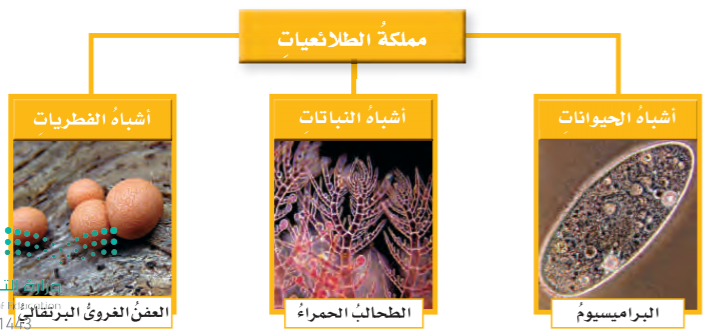 مملكةُ الطلائعياتِ
أشباهُ الحيواناتِ
أشباهُ النباتاتِ
أشباهُ الفطرياتِ
البراميسيومُ
الطحالبُ الحمراءُ
العفنُ الغرويُّ البرتقاليُّ
1443